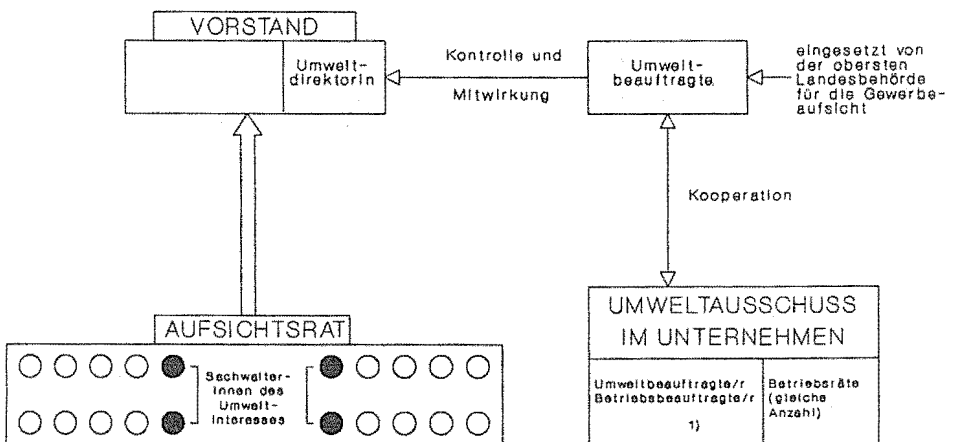 VORSTAND
Umwelt-
direktorin
Kontrolle und
Mitwirkung
Umwelt-
beauftragte
eingesetzt von
der obersten
Landesbehörde
für die Gewerbe-
aufsicht
Kooperation
AUFSICHTSRAT
Sachwalter-
innen des
Umwelt-
interesses
UMWELTAUSSCHUSS
IM UNTERNEHMEN
Umweltbeauftragte/r
Betriebsbeauftragte/r
1)
Betriebsräte
(gleiche
Anzahl)